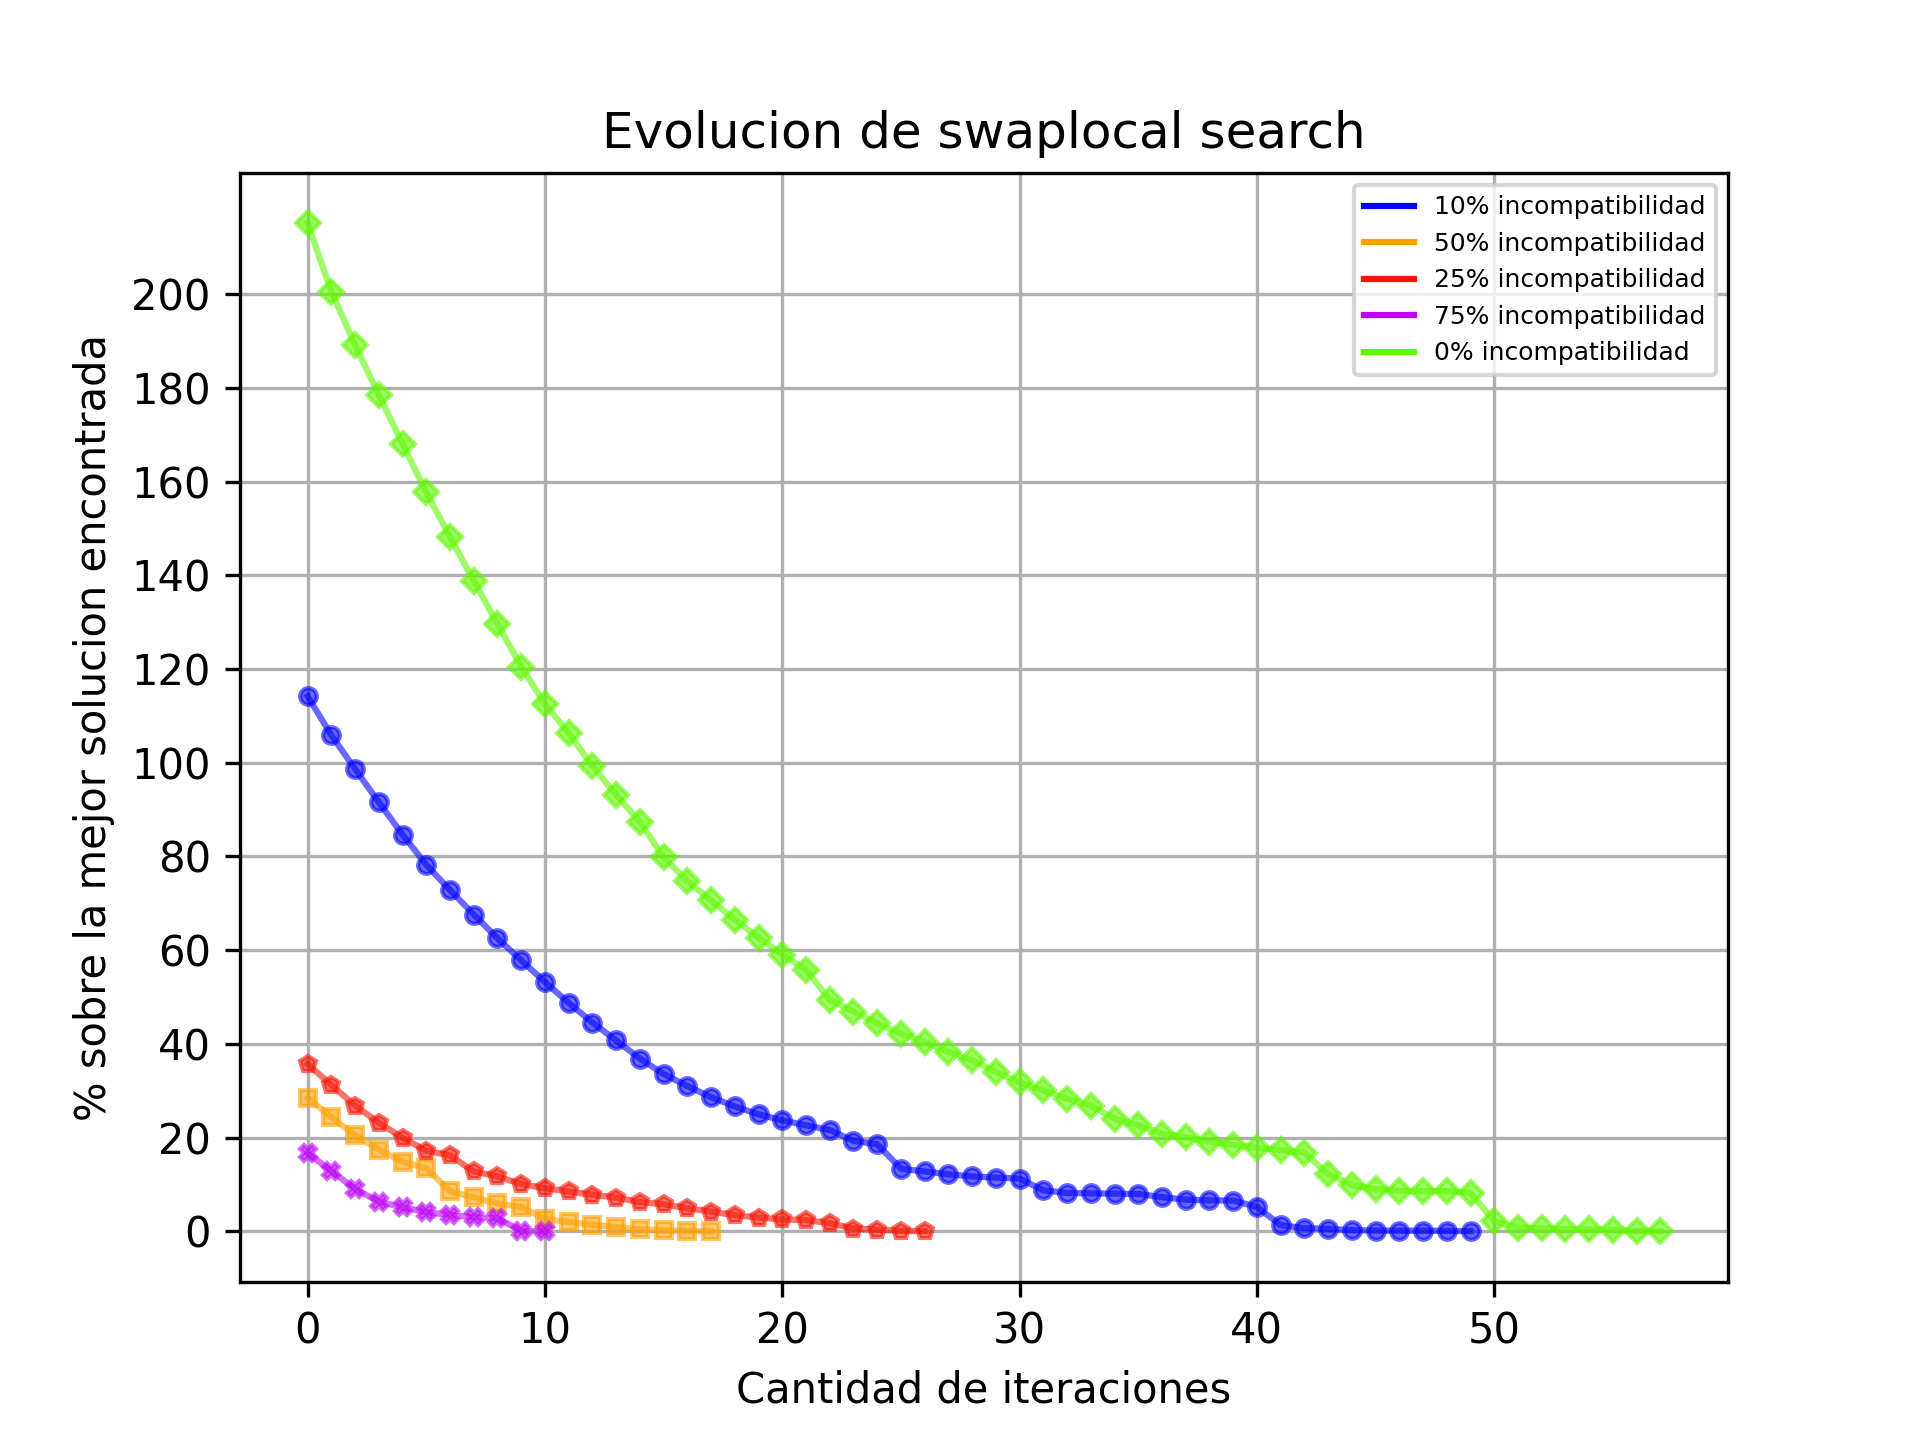 Evolucion de swaplocal search
10% incompatibilidad
50% incompatibilidad
25% incompatibilidad
75% incompatibilidad
0% incompatibilidad
% sobre la mejor solucion encontrada
200
180
160
140
120
100
80
60
40
20
0
0 10 20 30 40 50
Cantidad de iteraciones